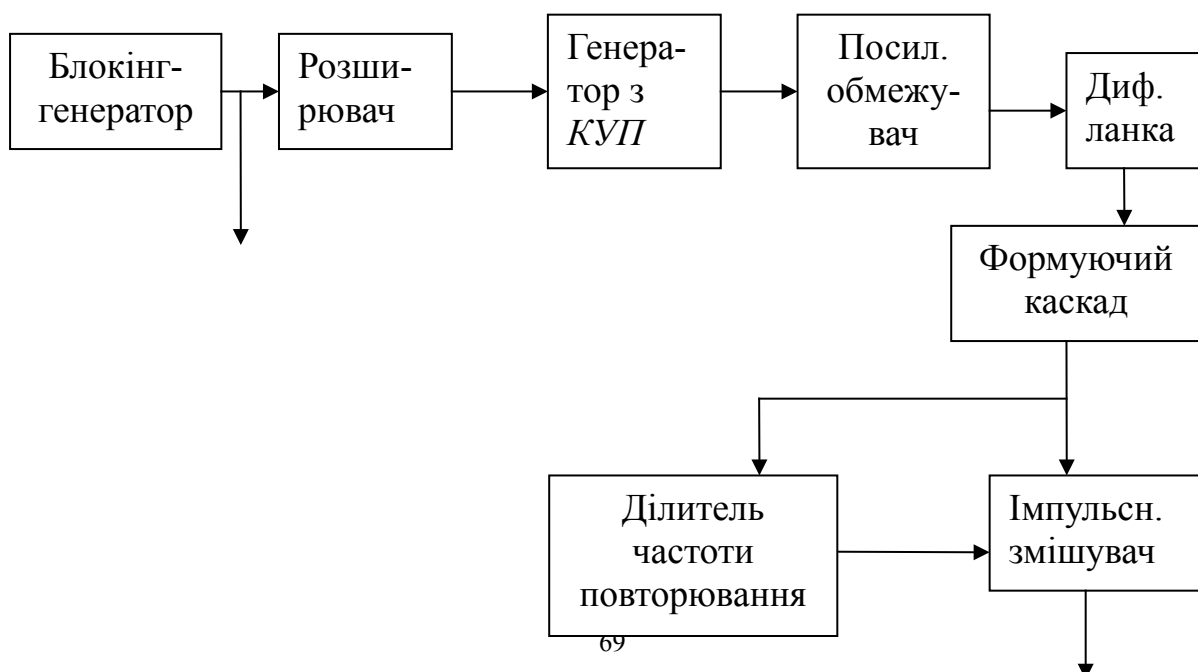 Блокінг-
генератор
Розши-
рювач
Генера-
тор з
КУП
Посил.
обмежу-
вач
Диф.
ланка
Формуючий
каскад
Ділитель
частоти
повторювання
Імпульсн.
змішувач
69